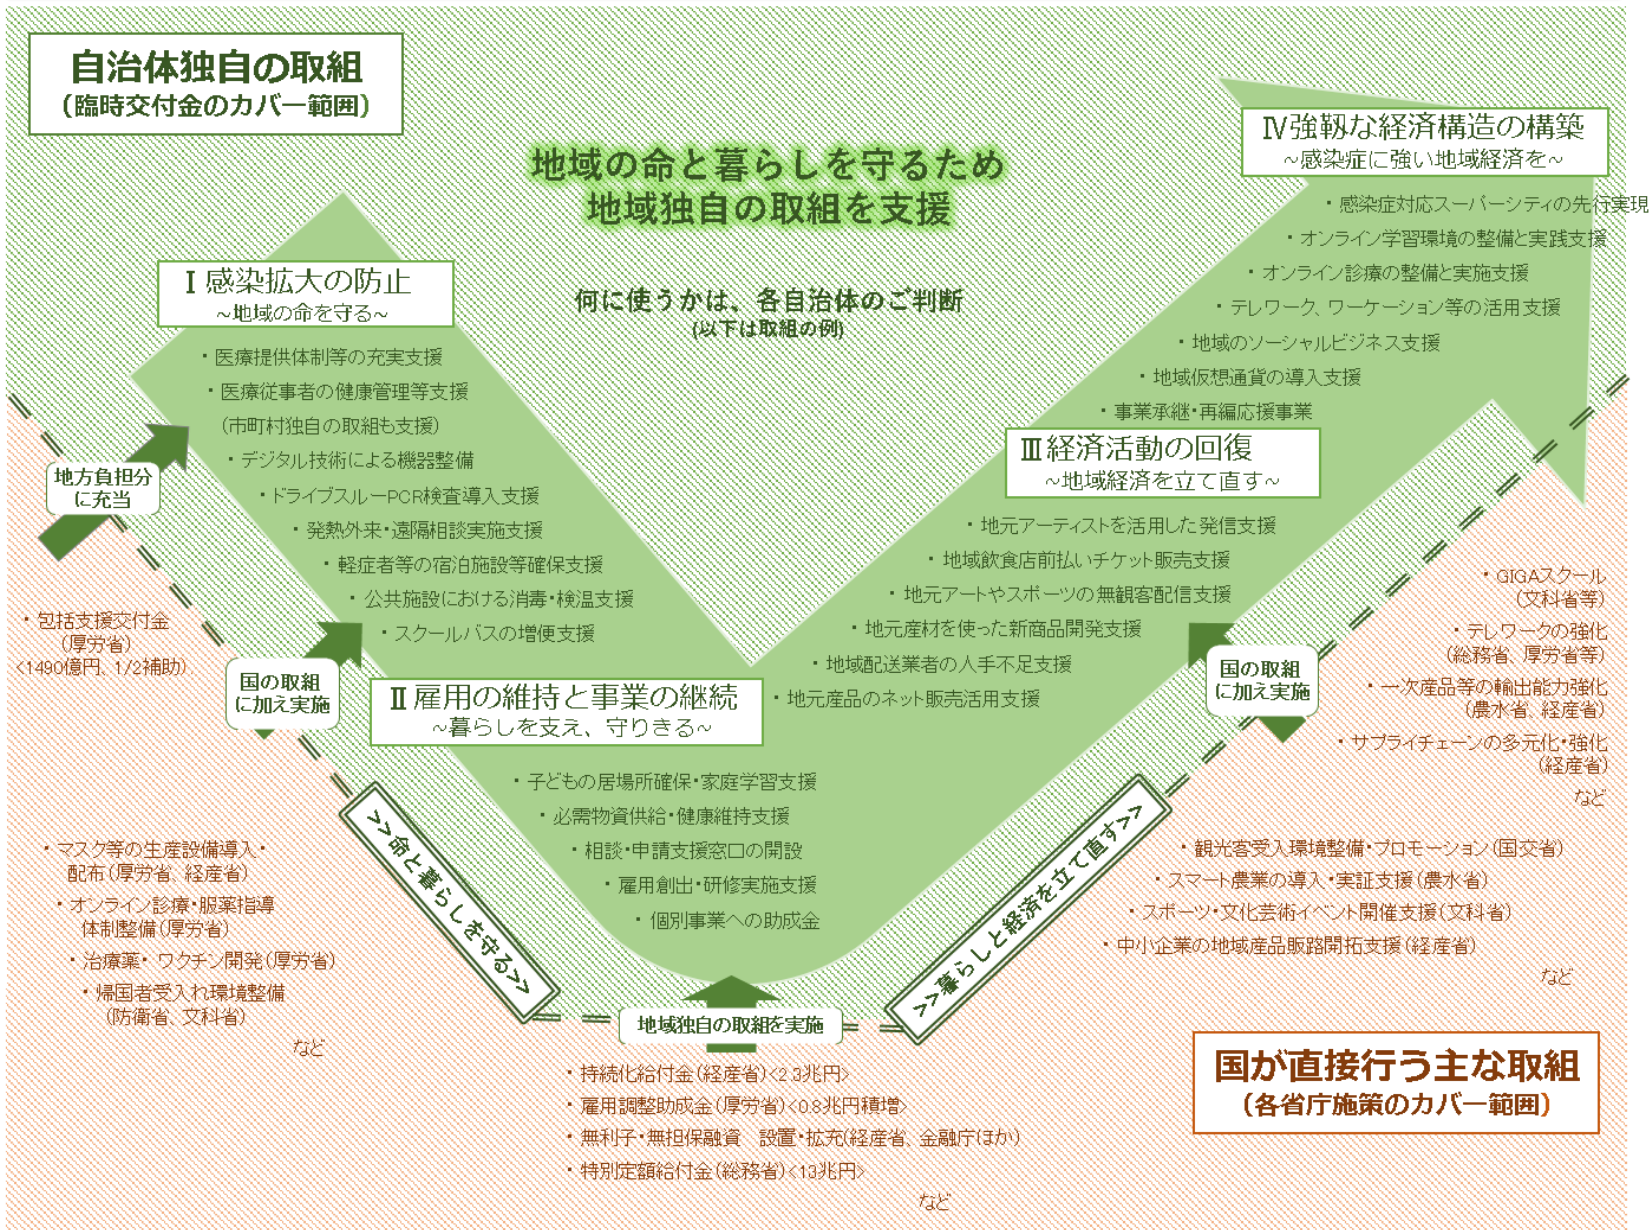 自治体独自の取組
(臨時交付金のカバー範囲)
地域の命と暮らしを守るため
地域独自の取組を支援
何に使うかは、各自治体のご判断
(以下は取組の例)
Ⅰ感染拡大の防止
~地域の命を守る~
・医療提供体制等の充実支援
・医療従事者の健康管理等支援
(市町村独自の取組も支援)
・デジタル技術による機器整備
・ドライブスルーPCR検査導入支援
・発熱外来・遠隔相談実施支援
・軽症者等の宿泊施設等確保支援
・公共施設における消毒・検温支援
・スクールバスの増便支援
Ⅱ雇用の維持と事業の継続
~暮らしを支え、守りきる~
・子どもの居場所確保・家庭学習支援
・必需物資供給・健康維持支援
・相談・申請支援窓口の開設
・雇用創出・研修実施支援
・個別事業への助成金
Ⅳ強靱な経済構造の構築
~感染症に強い地域経済を~
・感染症対応スーパーシティの先行実現
・オンライン学習環境の整備と実践支援
・オンライン診療の整備と実施支援
・テレワーク、ワーケーション等の活用支援
・地域のソーシャルビジネス支援
・地域仮想通貨の導入支援
・事業承継・再編応援事業
Ⅲ経済活動の回復
~地域経済を立て直す~
・地元アーティストを活用した発信支援
・地域飲食店前払いチケット販売支援
・地元アートやスポーツの無観客配信支援
・地元産材を使った新商品開発支援
・地域配送業者の人手不足支援
・地元産品のネット販売活用支援
地方負担分
に充当
・包括支援交付金
(厚労省)
<1490億円、1/2補助)
国の取組
に加え実施
>>命と暮らしを守る>>
・マスク等の生産設備導入・
配布(厚労省、経産省)
・オンライン診療・服薬指導
体制整備(厚労省)
・治療薬・ワクチン開発(厚労省)
・帰国者受入れ環境整備
(防衛省、文科省)
など
地域独自の取組を実施
・持続化給付金(経産省)<2.3兆円>
・雇用調整助成金(厚労省)<0.8兆円積増>
・無利子・無担保融資　設置・拡充(経産省、金融庁ほか)
・特別定額給付金(総務省)<13兆円>
など
>>暮らしと経済を立て直す>>
国の取組
に加え実施
・GIGAスクール
(文科省等)
・テレワークの強化
(総務省、厚労省等)
・一次産品等の輸出能力強化
(農水省、経産省)
・サプライチェーンの多元化・強化
(経産省)
など
・観光客受入環境整備・プロモーション(国交省)
・スマート農業の導入・実証支援(農水省)
・スポーツ・文化芸術イベント開催支援(文科省)
・中小企業の地域産品販路開拓支援(経産省)
など
国が直接行う主な取組
(各省庁施策のカバー範囲)